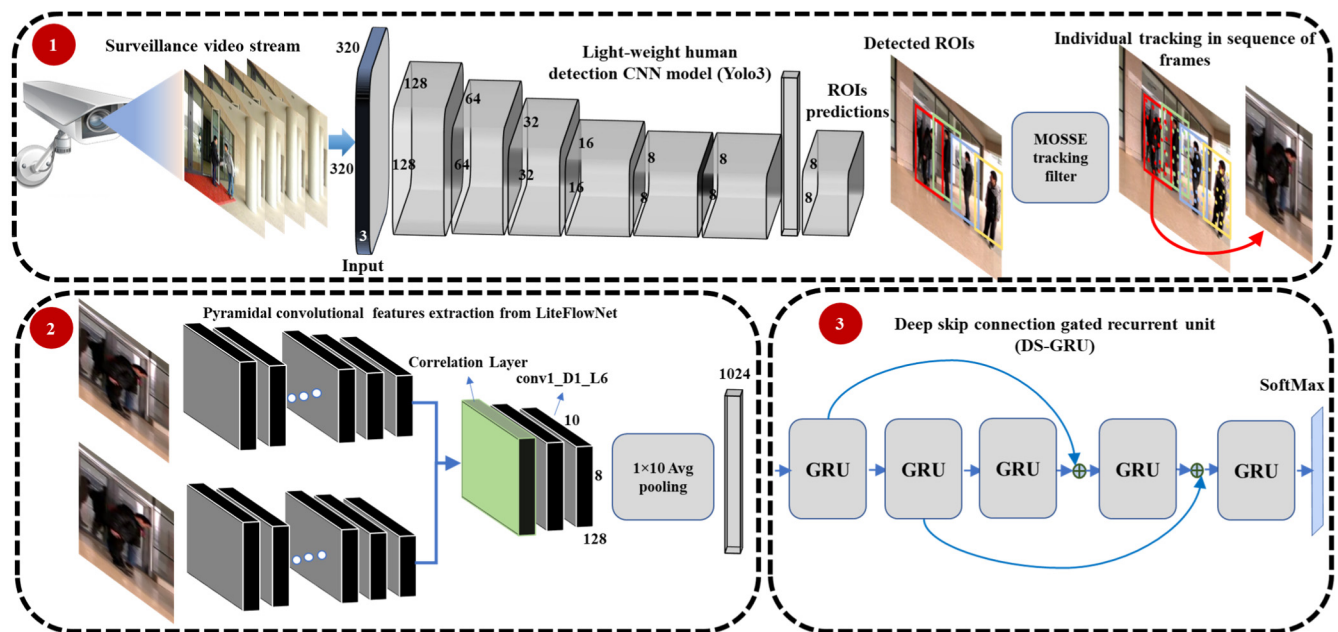 1
Surveillance video stream
320
320
3
Input
Light-weight human
detection CNN model (Yolo3)
128
128
64
64
32
32
16
16
8
8
8
8
ROIs
predictions
8
8
Detected ROIs
MOSSE
tracking
filter
Individual tracking in sequence of
frames
2
Pyramidal convolutional features extraction from LiteFlowNet
Correlation Layer
conv1_D1_L6
10
8
128
1×10 Avg
pooling
1024
3
Deep skip connection gated recurrent unit
(DS-GRU)
GRU
GRU
GRU
GRU
GRU
SoftMax